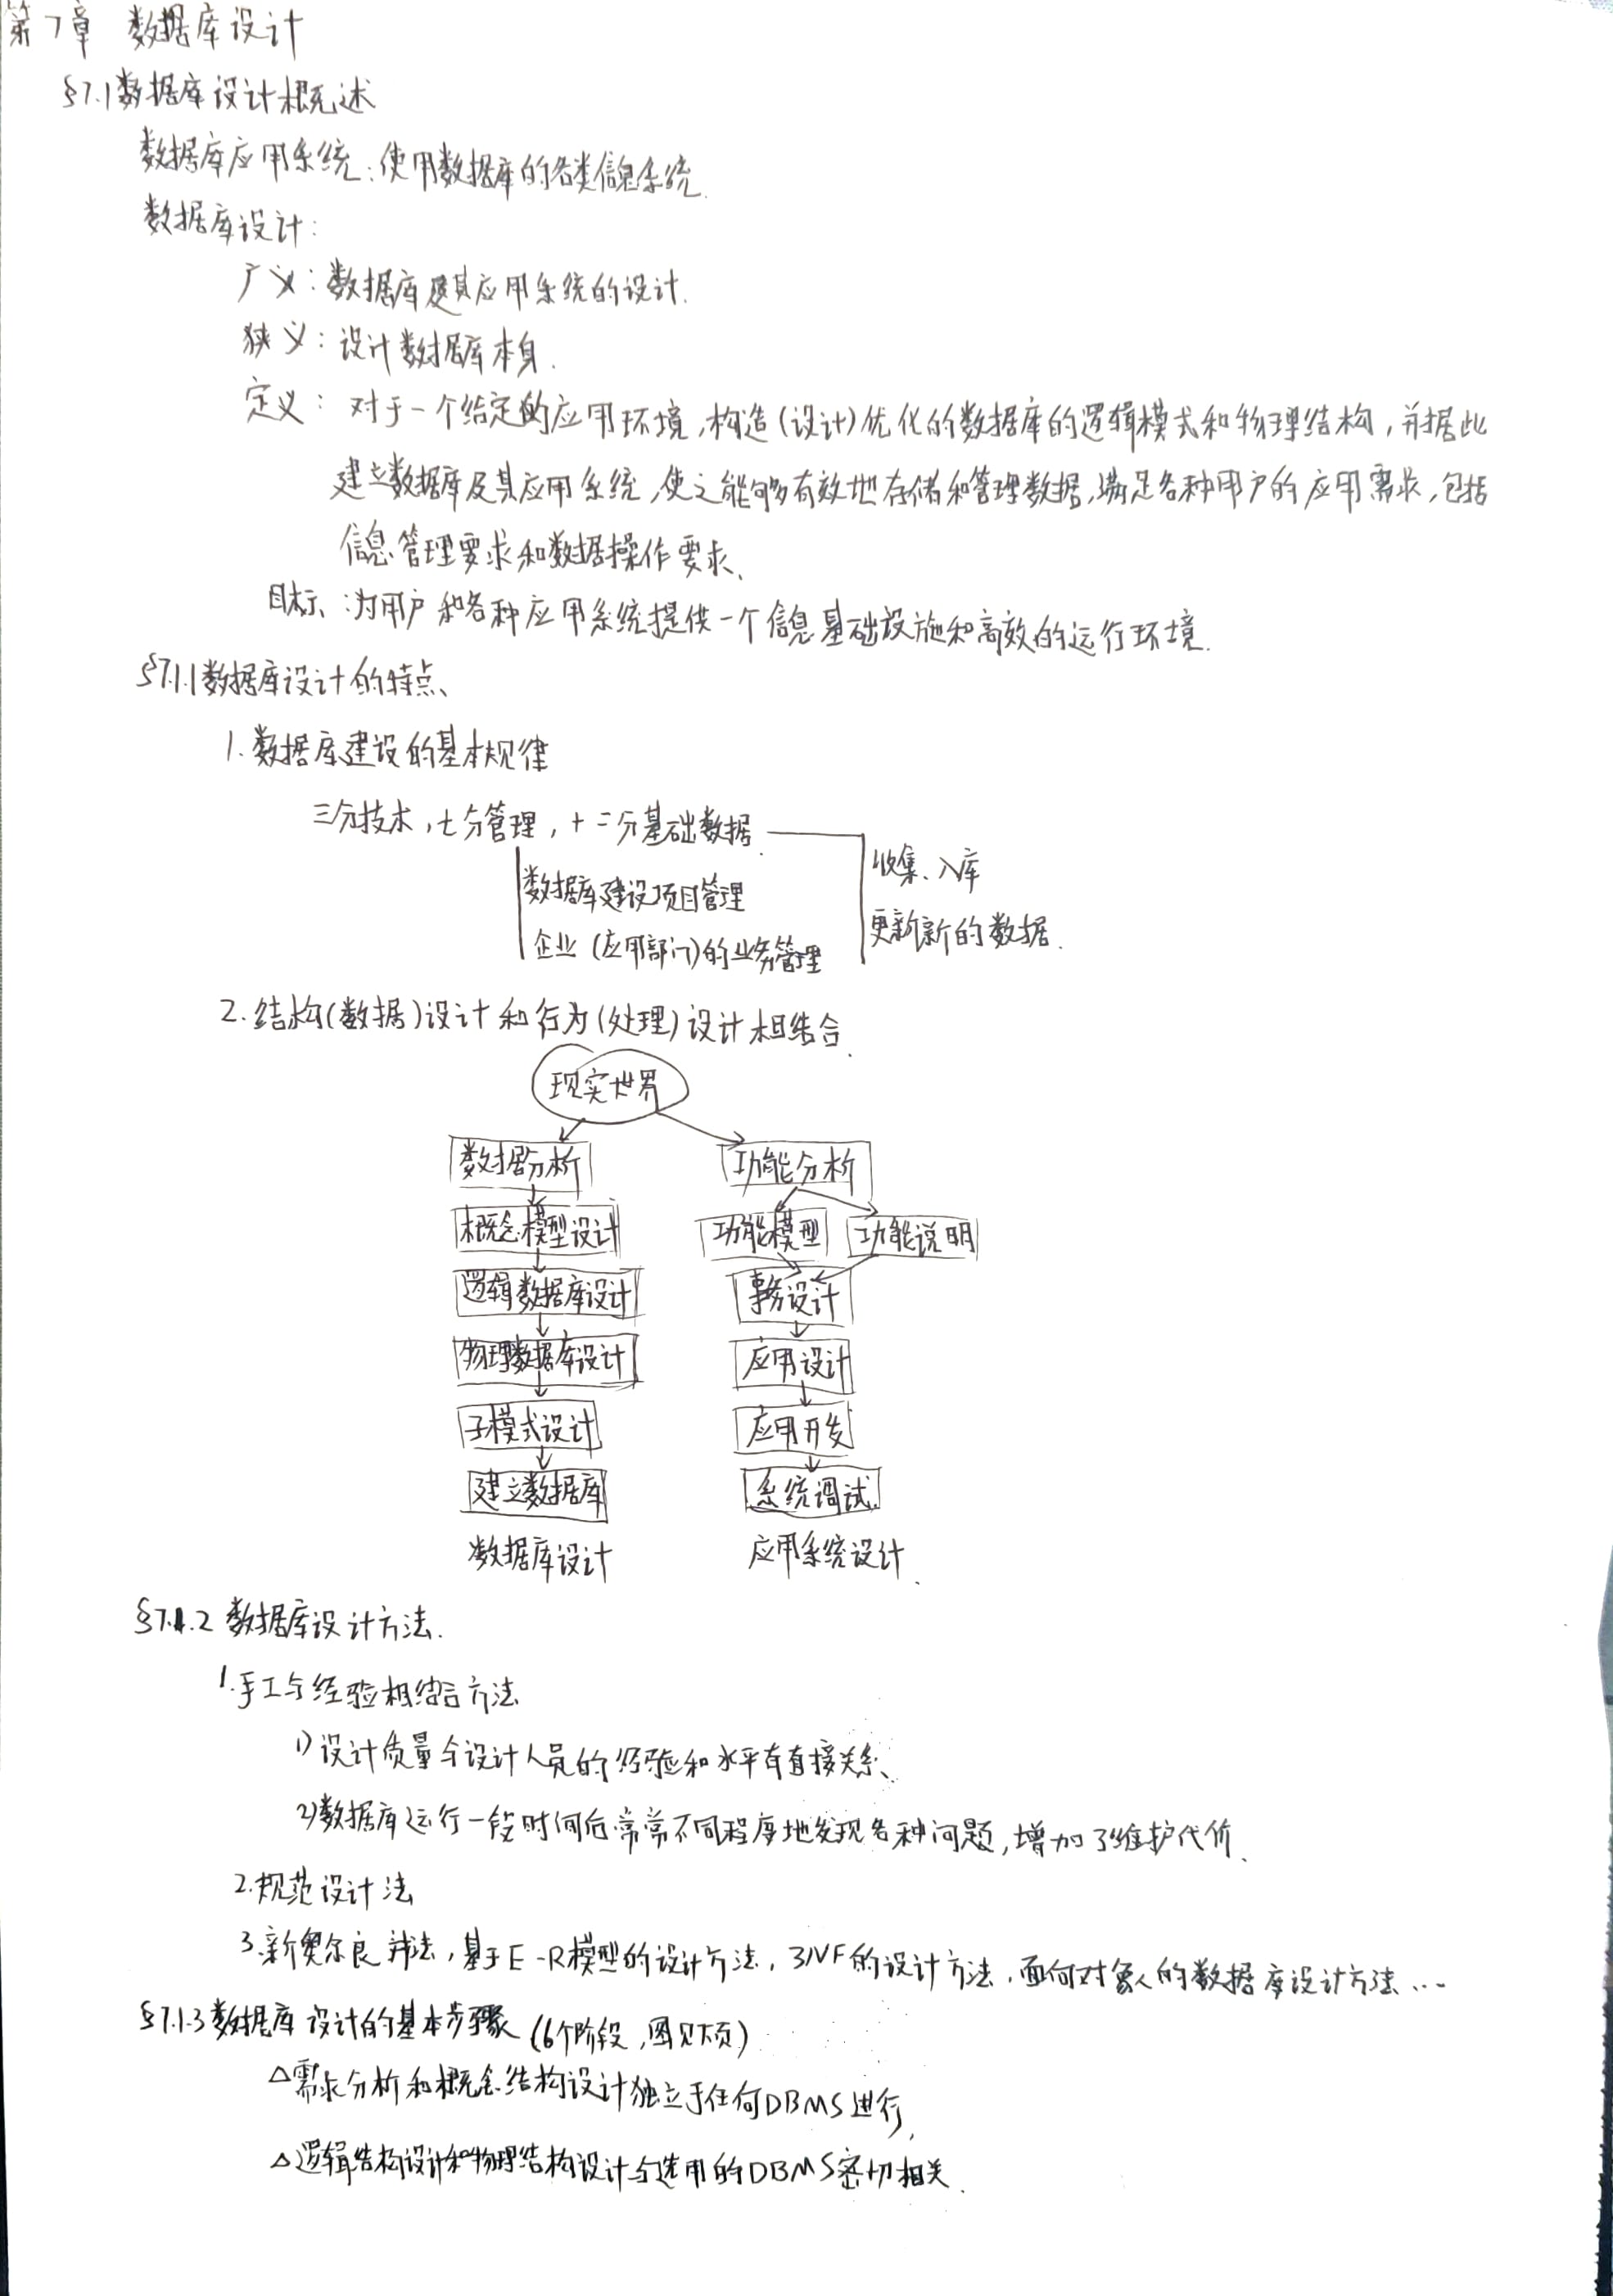 第7章 数据库设计
§7.1数据库设计概述
数据库应用系统:使用数据库的各类信息系统.
数据库设计:
广义:数据库及其应用系统的设计.
狭义:设计数据库本身.
定义:对于一个给定的应用环境,构造(设计)优化的数据库的逻辑模式和物理结构,并据此
建立数据库及其应用系统,使之能够有效地存储和管理数据,满足各种用户的应用需求,包括
信息管理要求和数据操作要求、
目标:为用户和各种应用系统提供一个信息基础设施和高效的运行环境.
§7.1.1数据库设计的特点、
1.数据库建设的基本规律
三分技术,七分管理,十二分基础数据.
收集、入库
数据库建设项目管理
更新新的数据.
企业(应用部门)的业务管理
2.结构(数据)设计和行为(处理)设计相结合.
现实世界
数据分析 功能分析
概念模型设计 功能模型 功能说明
逻辑数据库设计 事务设计
物理数据库设计 应用设计
子模式设计 应用开发
建立数据库 系统调试
数据库设计 应用系统设计.
§7.1.2 数据库设计方法.
1.手工与经验相结合方法
1)设计质量与设计人员的经验和水平有直接关系、
2)数据库运行一段时间后常常不同程度地发现各种问题,增加了维护代价、
2.规范设计法
3.新奥尔良方法,基于E-R模型的设计方法,3NF的设计方法,面向对象的数据库设计方法...
§7.1.3数据库设计的基本步骤(6个阶段,图见下页)
△需求分析和概念结构设计独立于任何DBMS进行,
△逻辑结构设计和物理结构设计与选用的DBMS密切相关.